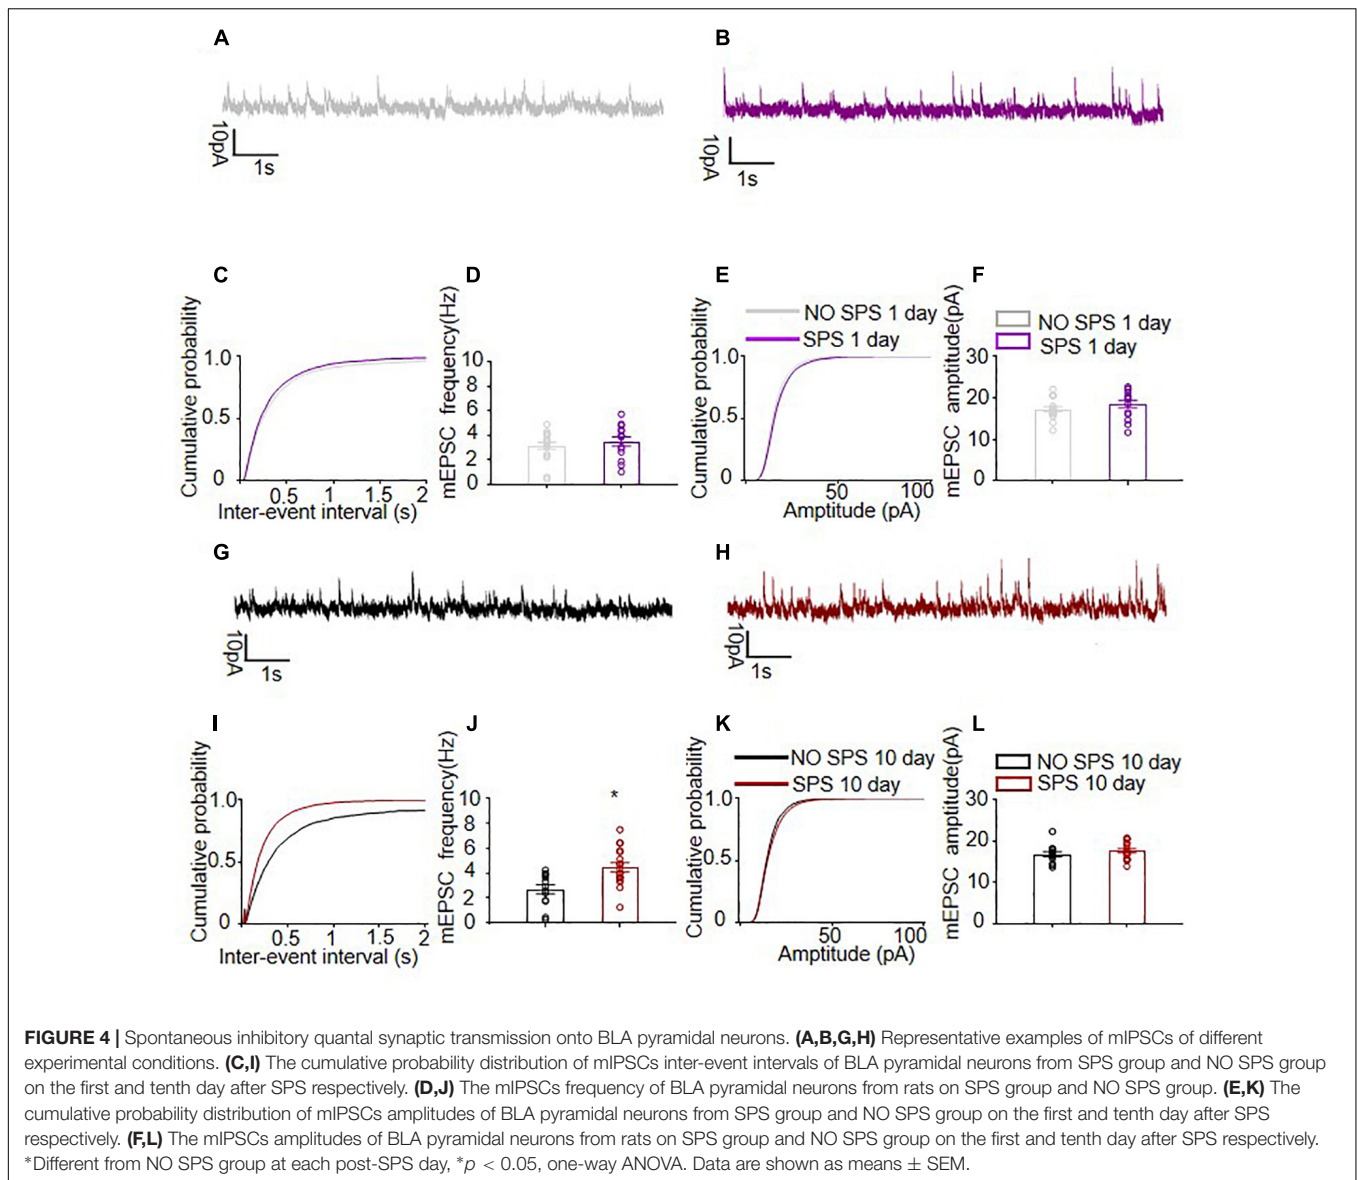 A
B
10pA
1s
10pA
1s
C
D
E
F
Cumulative probability
1.0
0.5
0
0.5 1 1.5 2
Inter-event interval (s)
mEPSC frequency(Hz)
10
8
6
4
2
0
Cumulative probability
NO SPS 1 day
SPS 1 day
1.0
0.5
0
50 100
Amplitude (pA)
mEPSC amptitude(pA)
NO SPS 1 day
SPS 1 day
30
20
10
0
G
H
10pA
1s
10pA
1s
I
J
K
L
Cumulative probability
1.0
0.5
0
0.5 1 1.5 2
Inter-event interval (s)
mEPSC frequency(Hz)
10
8
6
4
2
0
*
Cumulative probability
NO SPS 10 day
SPS 10 day
1.0
0.5
0
50 100
Amplitude (pA)
mEPSC amplitude(pA)
NO SPS 10 day
SPS 10 day
30
20
10
0
FIGURE 4 | Spontaneous inhibitory quantal synaptic transmission onto BLA pyramidal neurons. (A,B,G,H) Representative examples of mIPSCs of different
experimental conditions. (C,I) The cumulative probability distribution of mIPSCs inter-event intervals of BLA pyramidal neurons from SPS group and NO SPS group
on the first and tenth day after SPS respectively. (D,J) The mIPSCs frequency of BLA pyramidal neurons from rats on SPS group and NO SPS group. (E,K) The
cumulative probability distribution of mIPSCs amplitudes of BLA pyramidal neurons from SPS group and NO SPS group on the first and tenth day after SPS
respectively. (F,L) The mIPSCs amplitudes of BLA pyramidal neurons from rats on SPS group and NO SPS group on the first and tenth day after SPS respectively.
*Different from NO SPS group at each post-SPS day, *p < 0.05, one-way ANOVA. Data are shown as means ± SEM.